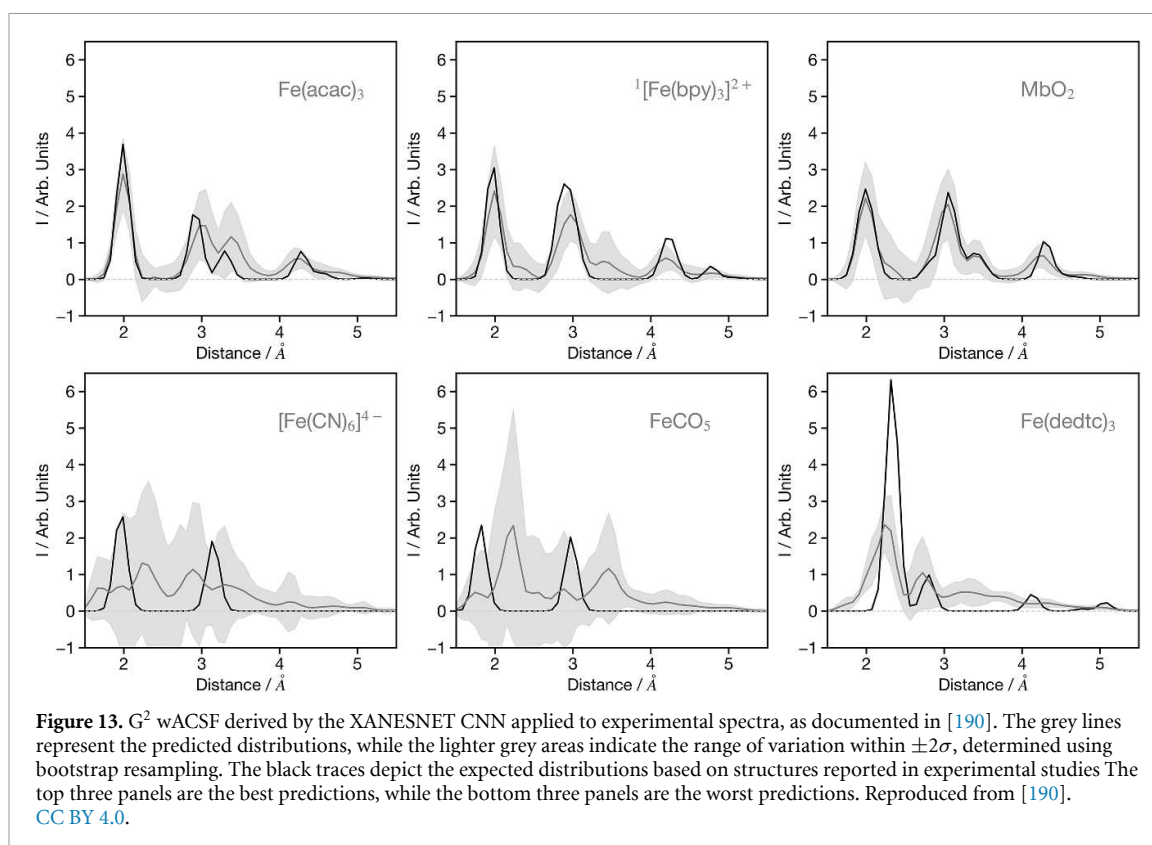 6
5
4
3
2
1
0
−1
I / Arb. Units
Fe(acac)₃
2 3 4 5
Distance / Å
6
5
4
3
2
1
0
−1
I / Arb. Units
¹[Fe(bpy)₃]²⁺
2 3 4 5
Distance / Å
6
5
4
3
2
1
0
−1
I / Arb. Units
MbO₂
2 3 4 5
Distance / Å
6
5
4
3
2
1
0
−1
I / Arb. Units
[Fe(CN)₆]⁴⁻
2 3 4 5
Distance / Å
6
5
4
3
2
1
0
−1
I / Arb. Units
FeCO₅
2 3 4 5
Distance / Å
6
5
4
3
2
1
0
−1
I / Arb. Units
Fe(dedtc)₃
2 3 4 5
Distance / Å
Figure 13. G² wACSF derived by the XANESNET CNN applied to experimental spectra, as documented in [190]. The grey lines
represent the predicted distributions, while the lighter grey areas indicate the range of variation within ±2σ, determined using
bootstrap resampling. The black traces depict the expected distributions based on structures reported in experimental studies The
top three panels are the best predictions, while the bottom three panels are the worst predictions. Reproduced from [190].
CC BY 4.0.